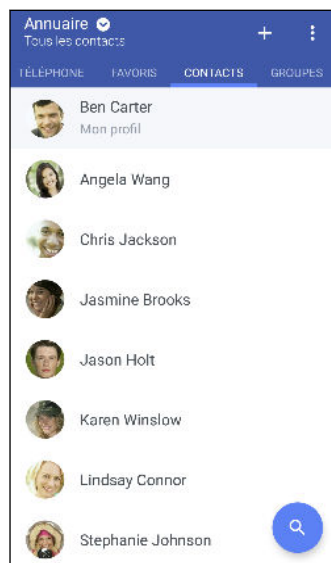 Annuaire
Tous les contacts
TÉLÉPHONE FAVORIS CONTACTS GROUPES
Ben Carter
Mon profil
Angela Wang
Chris Jackson
Jasmine Brooks
Jason Holt
Karen Winslow
Lindsay Connor
Stephanie Johnson